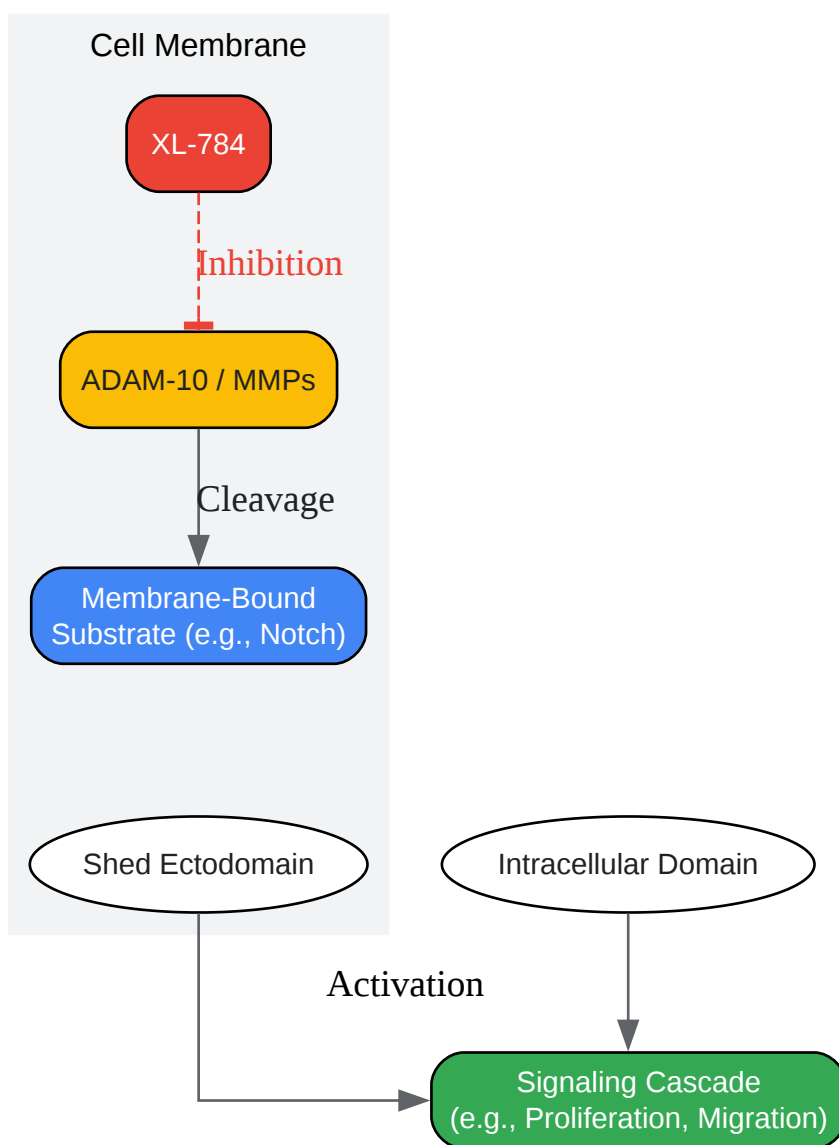 Cell Membrane
XL-784
Inhibition
ADAM-10 / MMPs
Cleavage
Membrane-Bound
Substrate (e.g., Notch)
Shed Ectodomain
Intracellular Domain
Activation
Signaling Cascade
(e.g., Proliferation, Migration)